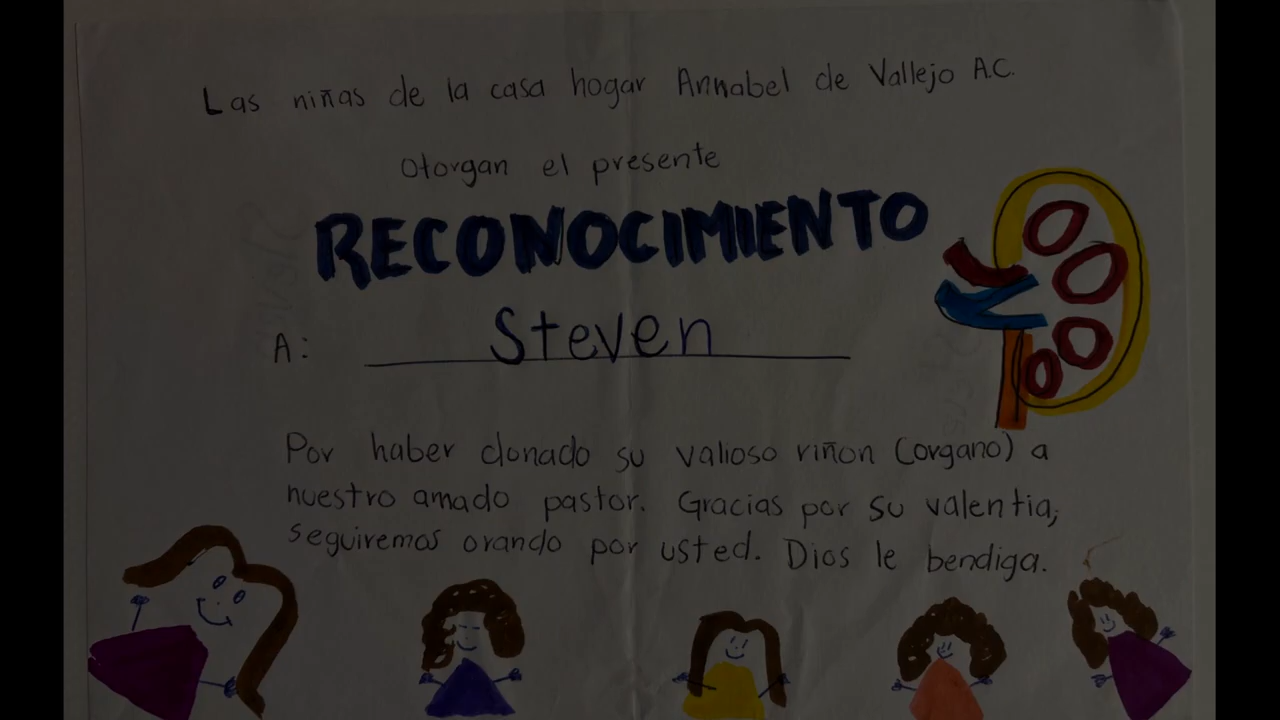 Las niñas de la casa hogar Annabel de Vallejo A.C.
Otorgan el presente
RECONOCIMIENTO
A: Steven
Por haber donado su valioso riñon (organo) a
nuestro amado pastor. Gracias por su valentia;
seguiremos orando por usted. Dios le bendiga.